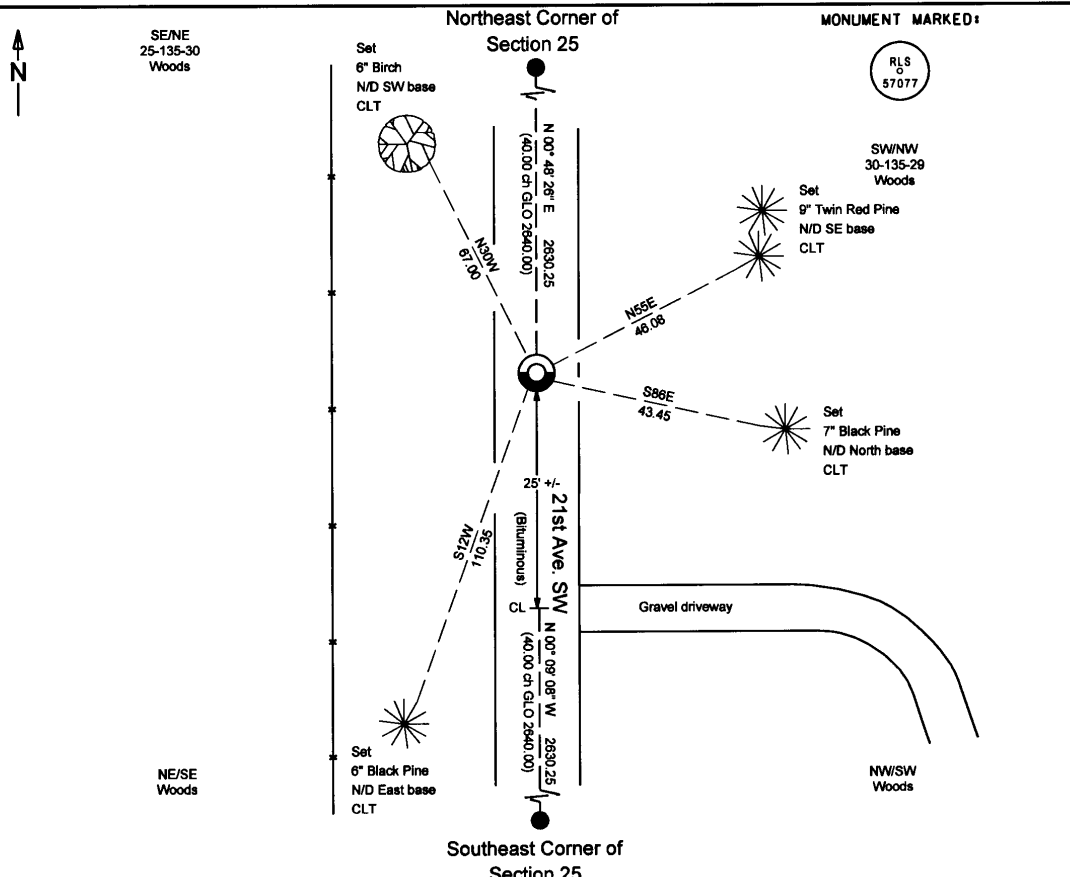 Northeast Corner of
Section 25
MONUMENT MARKED:
RLS
57077
N
SE/NE
25-135-30
Woods
Set
6" Birch
N/D SW base
CLT
N 00° 48' 26" E 2630.25
(40.00 ch GLO 2640.00)
SW/NW
30-135-29
Woods
Set
9" Twin Red Pine
N/D SE base
CLT
N30W
67.00
N55E
46.08
S86E
43.45
Set
7" Black Pine
N/D North base
CLT
S12W
110.35
25' +/-
21st Ave. SW
(Bituminous)
CL
Gravel driveway
N 00° 09' 08" W 2630.25
(40.00 ch GLO 2640.00)
Set
6" Black Pine
N/D East base
CLT
NE/SE
Woods
NW/SW
Woods
Southeast Corner of
Section 25